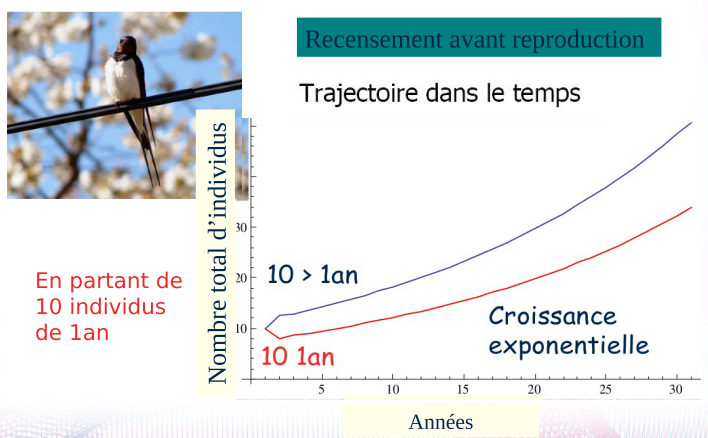 Recensement avant reproduction
Trajectoire dans le temps
Nombre total d'individus
30
20
10
10 > 1an
10 1an
Croissance
exponentielle
En partant de
10 individus
de 1an
5 10 15 20 25 30
Années